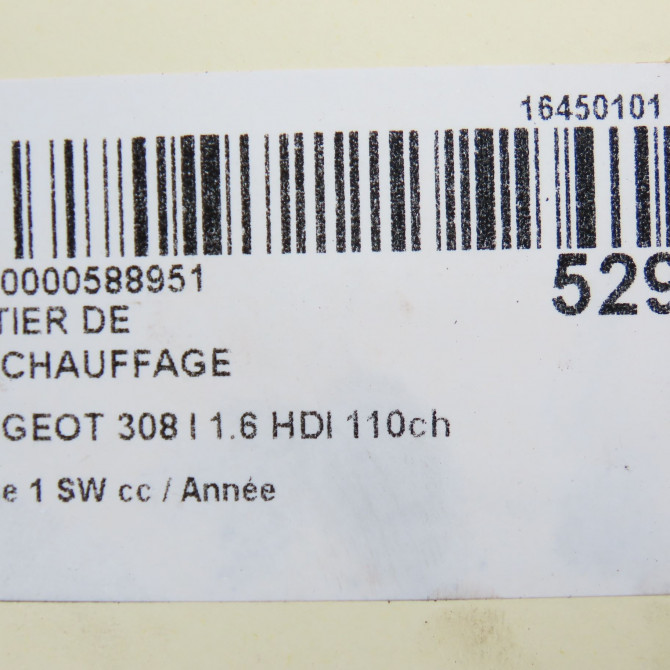 16450101
0000588951
529
TIER DE
CHAUFFAGE
GEOT 308 I 1.6 HDI 110ch
e 1 SW cc / Année